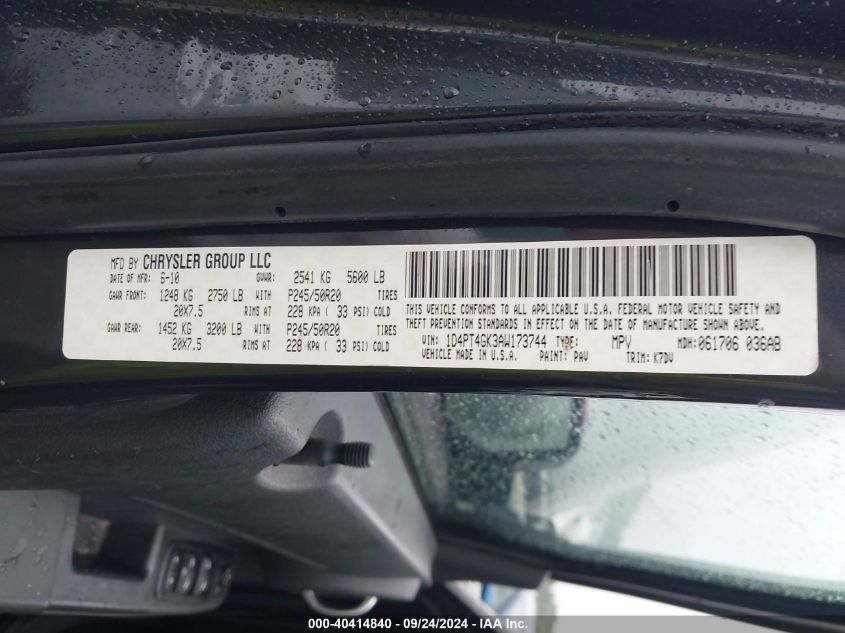 MFD BY CHRYSLER GROUP LLC
DATE OF MFR 6-10 GVWR: 2541 KG 5600 LB
GAWR FRONT: 1248 KG 2750 LB WITH P245/50R20 TIRES
20X7.5 RIMS AT 228 KPA ( 33 PSI) COLD
GAWR REAR: 1452 KG 3200 LB WITH P245/50R20 TIRES
20X7.5 RIMS AT 228 KPA ( 33 PSI) COLD
THIS VEHICLE CONFORMS TO ALL APPLICABLE U.S.A. FEDERAL MOTOR VEHICLE SAFETY AND
THEFT PREVENTION STANDARDS IN EFFECT ON THE DATE OF MANUFACTURE SHOWN ABOVE.
VIN: 1D4PT4GK3AW173744 TYPE: MPV MDH: 061706 036AB
VEHICLE MADE IN U.S.A. PAINT: PAV TRIM: K7DV
000-40414840 - 09/24/2024 - IAA Inc.